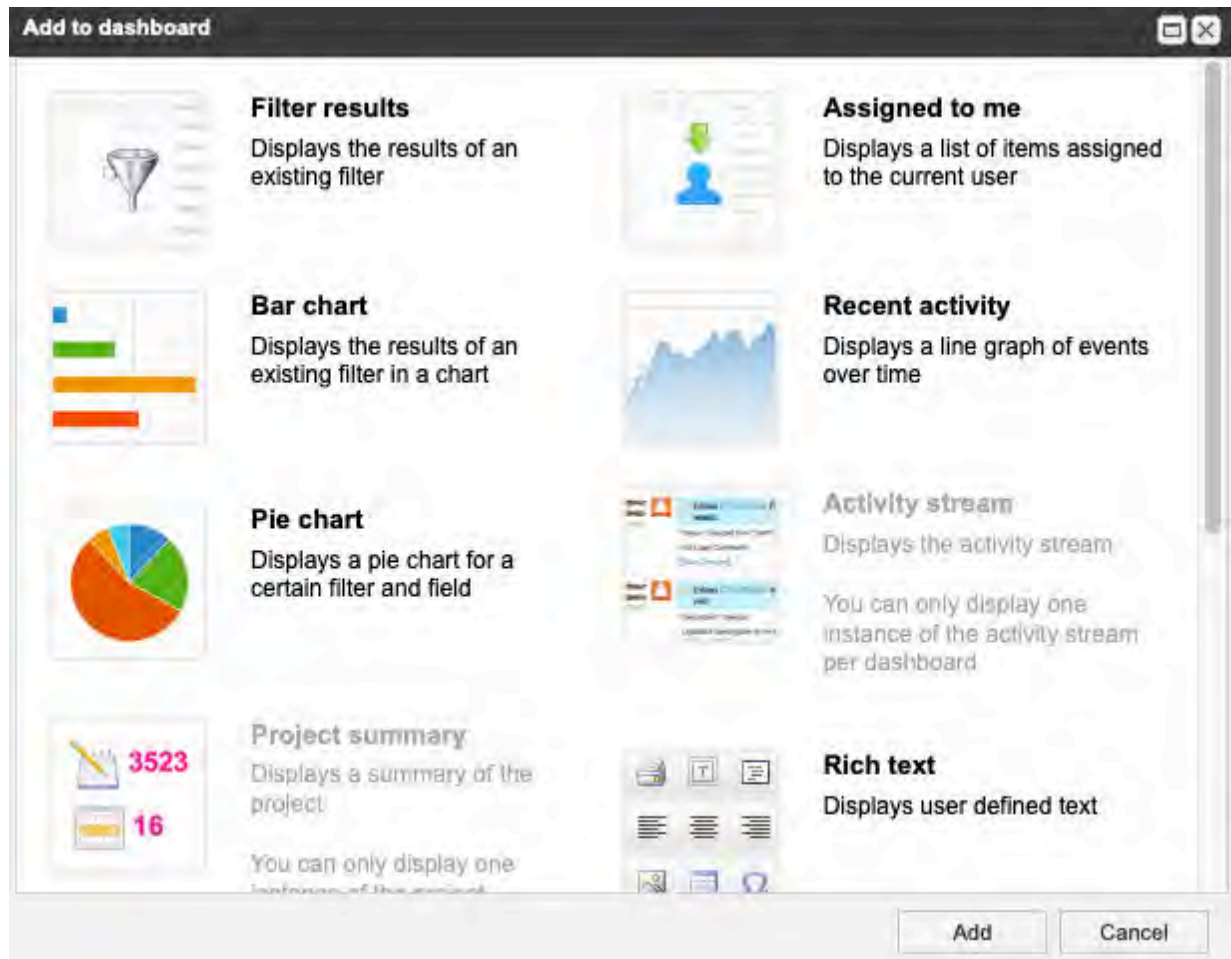 Add to dashboard
Filter results
Displays the results of an
existing filter
Assigned to me
Displays a list of items assigned
to the current user
Bar chart
Displays the results of an
existing filter in a chart
Recent activity
Displays a line graph of events
over time
Pie chart
Displays a pie chart for a
certain filter and field
Activity stream
Displays the activity stream
You can only display one
instance of the activity stream
per dashboard
Project summary
Displays a summary of the
project
You can only display one
instance of the project
3523
16
Rich text
Displays user defined text
T
Add
Cancel